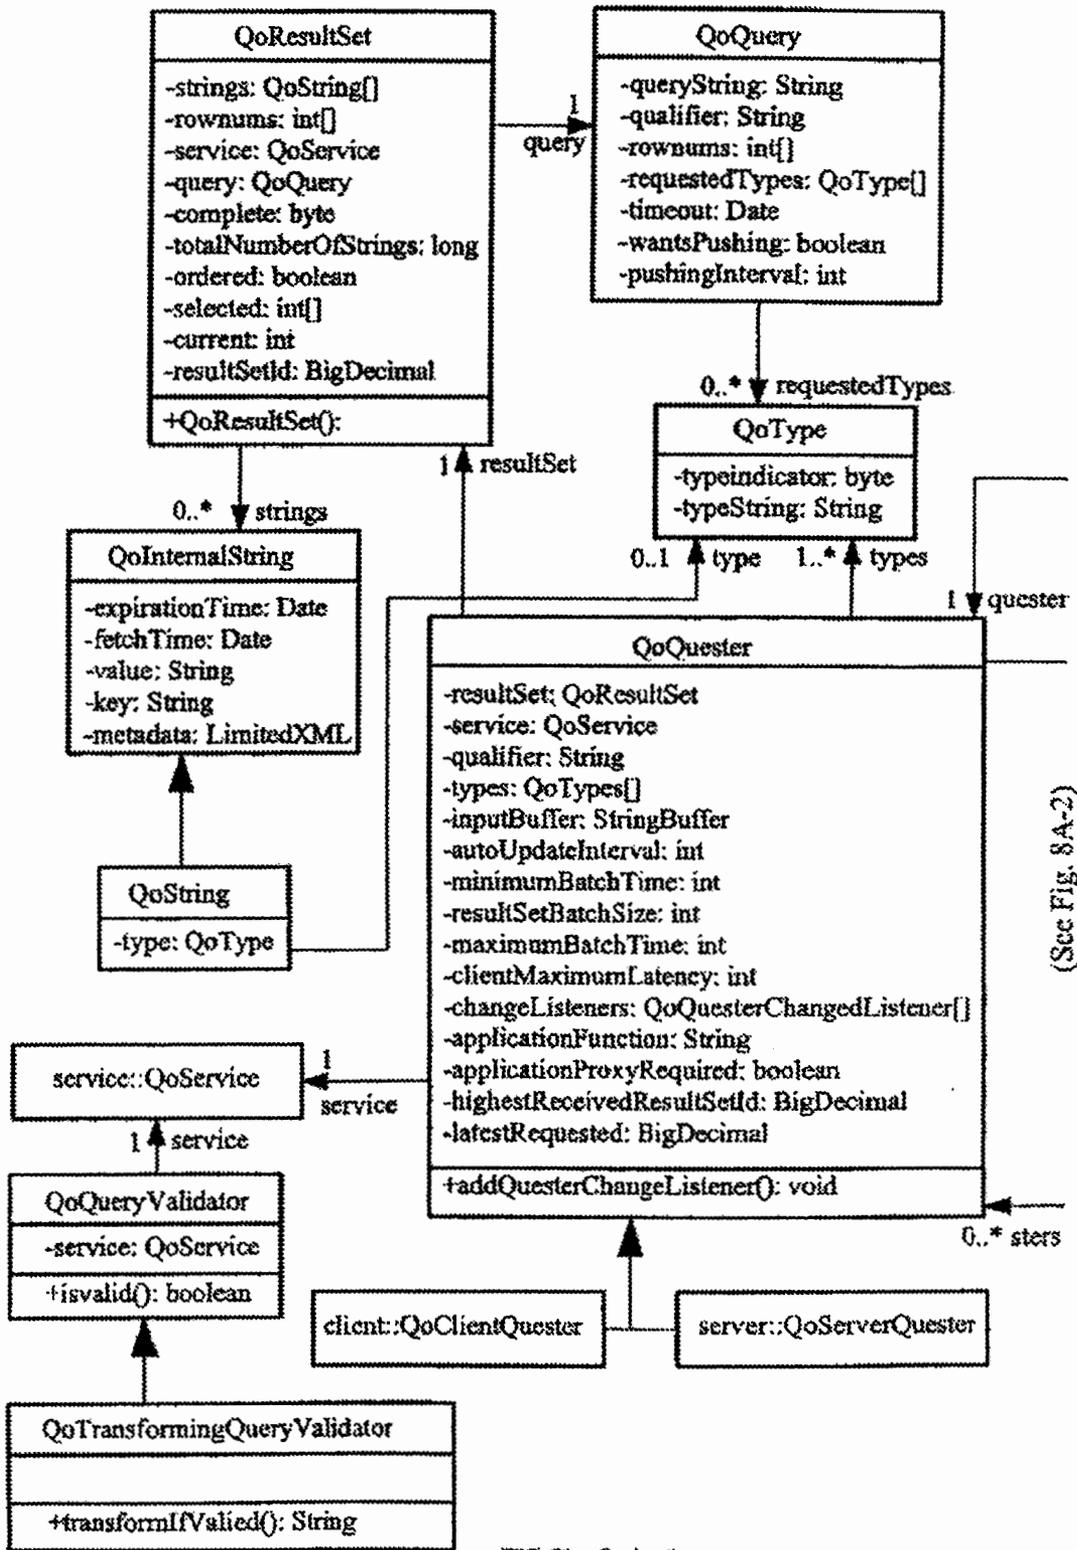 QoResultSet
-strings: QoString[]
-rownums: int[]
-service: QoService
-query: QoQuery
-complete: byte
-totalNumberOfStrings: long
-ordered: boolean
-selected: int[]
-current: int
-resultSetId: BigDecimal
+QoResultSet():
1
query
QoQuery
-queryString: String
-qualifier: String
-rownums: int[]
-requestedTypes: QoType[]
-timeout: Date
-wantsPushing: boolean
-pushingInterval: int
0..* requestedTypes
QoType
-typeindicator: byte
-typeString: String
1 resultSet
0..* strings
QoInternalString
-expirationTime: Date
-fetchTime: Date
-value: String
-key: String
-metadata: LimitedXML
0..1 type
1..* types
1 quester
QoQuester
-resultSet: QoResultSet
-service: QoService
-qualifier: String
-types: QoTypes[]
-inputBuffer: StringBuffer
-autoUpdateInterval: int
-minimumBatchTime: int
-resultSetBatchSize: int
-maximumBatchTime: int
-clientMaximumLatency: int
-changeListeners: QoQuesterChangedListener[]
-applicationFunction: String
-applicationProxyRequired: boolean
-highestReceivedResultSetId: BigDecimal
-latestRequested: BigDecimal
+addQuesterChangeListener(): void
(See Fig. 8A-2)
QoString
-type: QoType
service::QoService
1
service
1 service
QoQueryValidator
-service: QoService
+isvalid(): boolean
0..* sters
client::QoClientQuester
server::QoServerQuester
QoTransformingQueryValidator
+transformIfValied(): String